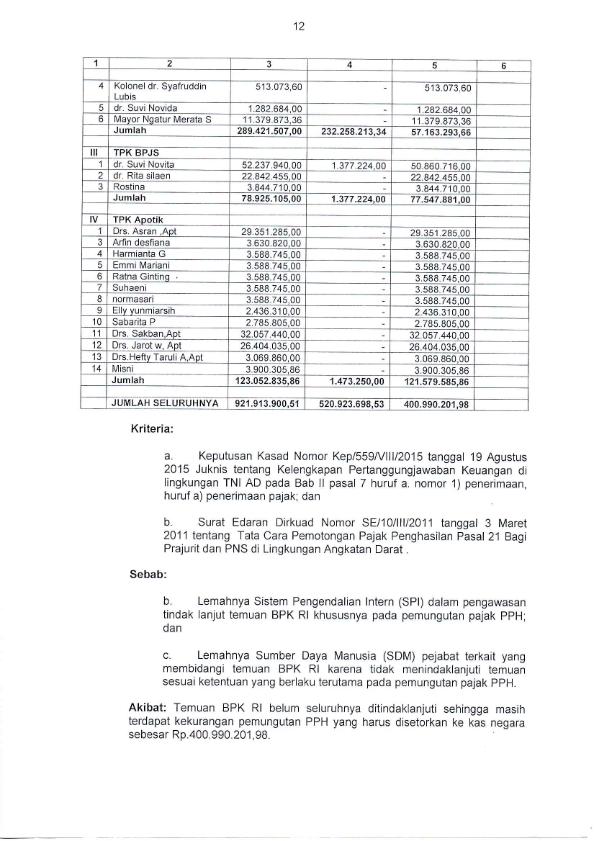 12
1 2 3 4 5 6
4 Kolonel dr. Syafruddin 513.073,60 - 513.073,60
Lubis
5 dr. Suvi Novida 1.282.684,00 - 1.282.684,00
6 Mayor Ngatur Merata S 11.379.873,36 - 11.379.873,36
Jumlah 289.421.507,00 232.258.213,34 57.163.293,66
III TPK BPJS
1 dr. Suvi Novita 52.237.940,00 1.377.224,00 50.860.716,00
2 dr. Rita silaen 22.842.455,00 - 22.842.455,00
3 Rostina 3.844.710,00 - 3.844.710,00
Jumlah 78.925.105,00 1.377.224,00 77.547.881,00
IV TPK Apotik
1 Drs. Asran ,Apt 29.351.285,00 - 29.351.285,00
3 Arfin desfiana 3.630.820,00 - 3.630.820,00
4 Harmianta G 3.588.745,00 - 3.588.745,00
5 Emmi Mariani 3.588.745,00 - 3.588.745,00
6 Ratna Ginting 3.588.745,00 - 3.588.745,00
7 Suhaeni 3.588.745,00 - 3.588.745,00
8 normasari 3.588.745,00 - 3.588.745,00
9 Elly yunmiarsih 2.436.310,00 - 2.436.310,00
10 Sabarita P 2.785.805,00 - 2.785.805,00
11 Drs. Sakban,Apt 32.057.440,00 - 32.057.440,00
12 Drs. Jarot w, Apt 26.404.035,00 - 26.404.035,00
13 Drs.Hefty Taruli A,Apt 3.069.860,00 - 3.069.860,00
14 Misni 3.900.305,86 - 3.900.305,86
Jumlah 123.052.835,86 1.473.250,00 121.579.585,86
JUMLAH SELURUHNYA 921.913.900,51 520.923.698,53 400.990.201,98
Kriteria:
a. Keputusan Kasad Nomor Kep/559/VIII/2015 tanggal 19 Agustus
2015 Juknis tentang Kelengkapan Pertanggungjawaban Keuangan di
lingkungan TNI AD pada Bab II pasal 7 huruf a. nomor 1) penerimaan,
huruf a) penerimaan pajak; dan
b. Surat Edaran Dirkuad Nomor SE/10/III/2011 tanggal 3 Maret
2011 tentang Tata Cara Pemotongan Pajak Penghasilan Pasal 21 Bagi
Prajurit dan PNS di Lingkungan Angkatan Darat .
Sebab:
b. Lemahnya Sistem Pengendalian Intern (SPI) dalam pengawasan
tindak lanjut temuan BPK RI khususnya pada pemungutan pajak PPH;
dan
c. Lemahnya Sumber Daya Manusia (SDM) pejabat terkait yang
membidangi temuan BPK RI karena tidak menindaklanjuti temuan
sesuai ketentuan yang berlaku terutama pada pemungutan pajak PPH.
Akibat: Temuan BPK RI belum seluruhnya ditindaklanjuti sehingga masih
terdapat kekurangan pemungutan PPH yang harus disetorkan ke kas negara
sebesar Rp.400.990.201,98.